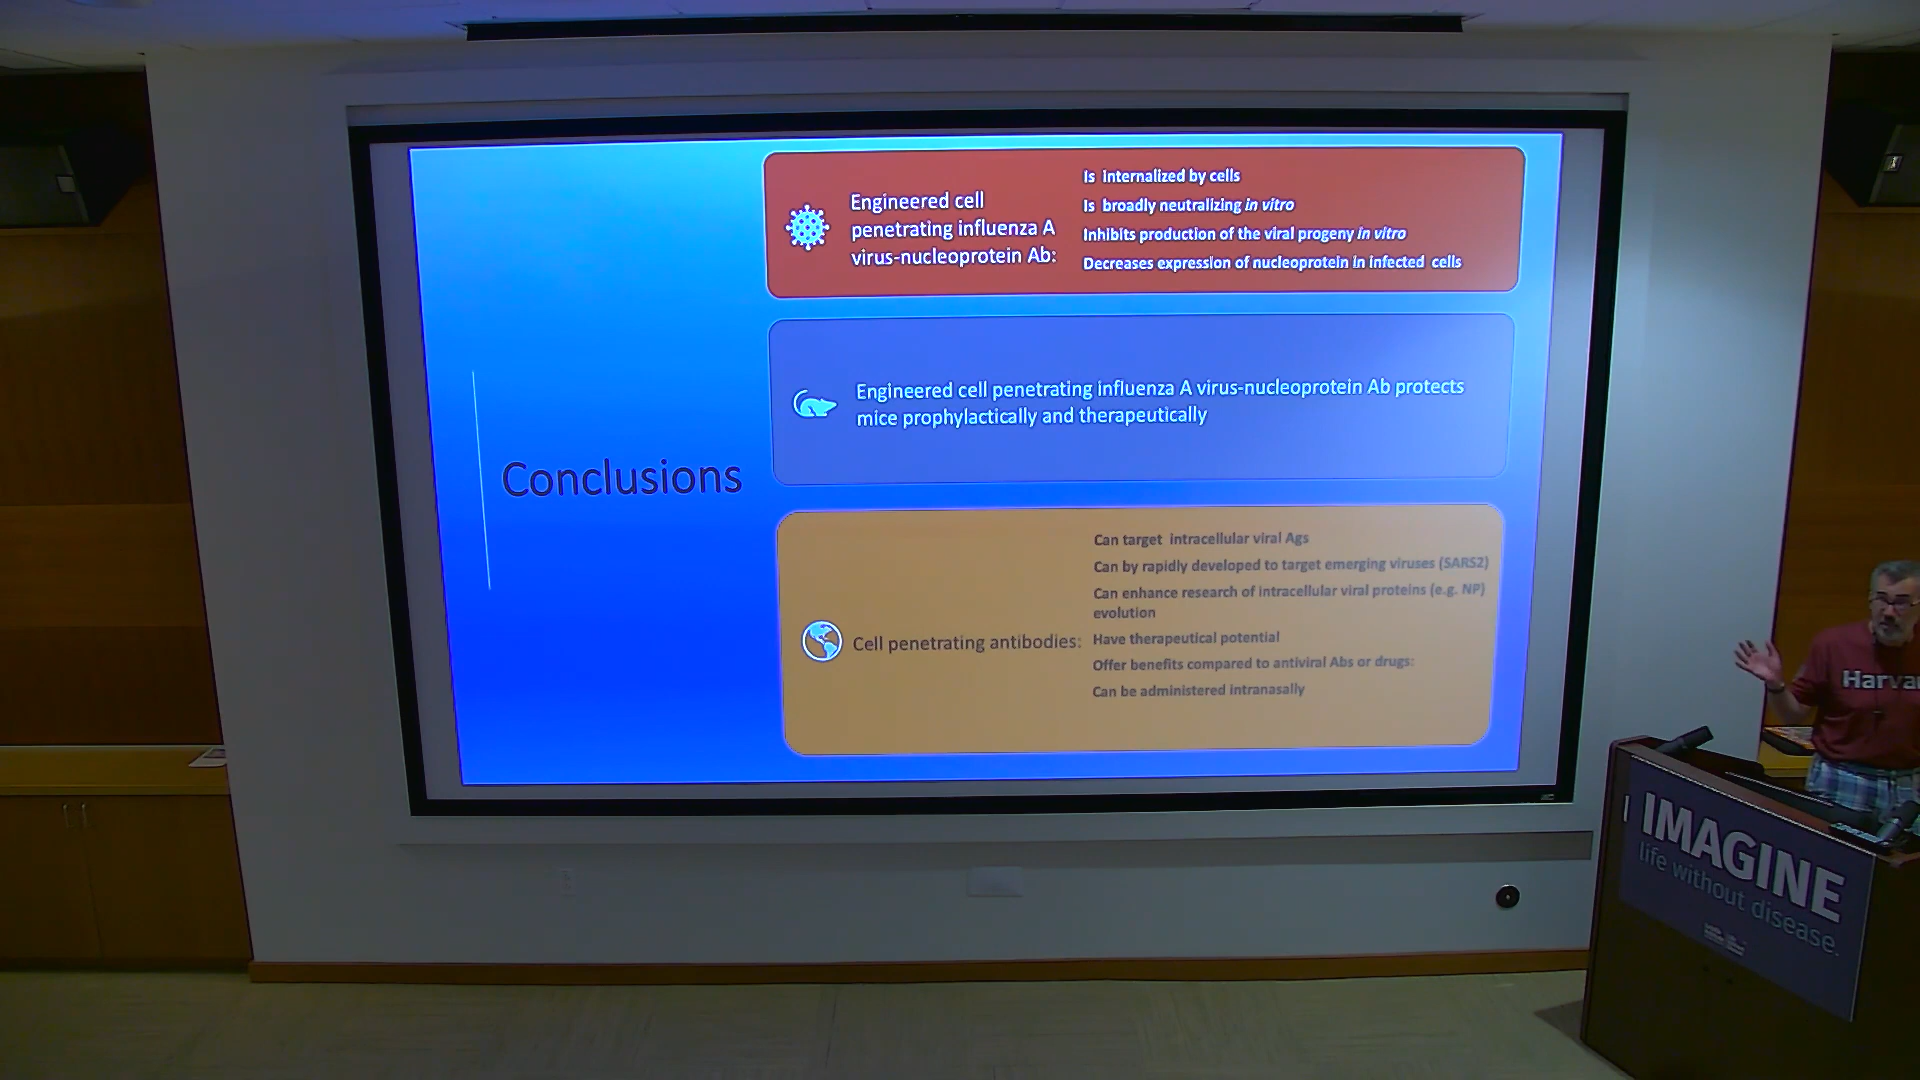 Conclusions
Engineered cell
penetrating influenza A
virus-nucleoprotein Ab:
Is internalized by cells
Is broadly neutralizing in vitro
Inhibits production of the viral progeny in vitro
Decreases expression of nucleoprotein in infected cells
Engineered cell penetrating influenza A virus-nucleoprotein Ab protects
mice prophylactically and therapeutically
Cell penetrating antibodies:
Can target intracellular viral Ags
Can by rapidly developed to target emerging viruses (SARS2)
Can enhance research of intracellular viral proteins (e.g. NP)
evolution
Have therapeutical potential
Offer benefits compared to antiviral Abs or drugs:
Can be administered intranasally
Harva
IMAGINE
life without disease.